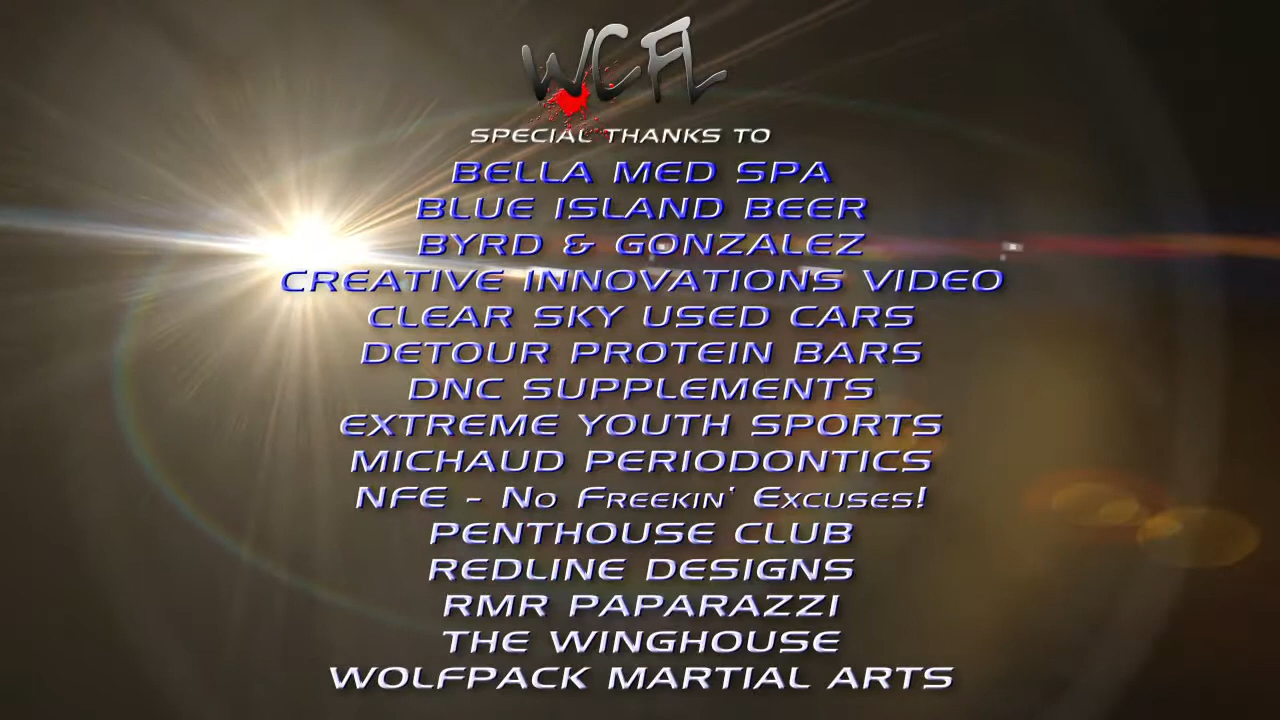 WCFL
SPECIAL THANKS TO
BELLA MED SPA
BLUE ISLAND BEER
BYRD & GONZALEZ
CREATIVE INNOVATIONS VIDEO
CLEAR SKY USED CARS
DETOUR PROTEIN BARS
DNC SUPPLEMENTS
EXTREME YOUTH SPORTS
MICHAUD PERIODONTICS
NFE - No Freekin' Excuses!
PENTHOUSE CLUB
REDLINE DESIGNS
RMR PAPARAZZI
THE WINGHOUSE
WOLFPACK MARTIAL ARTS